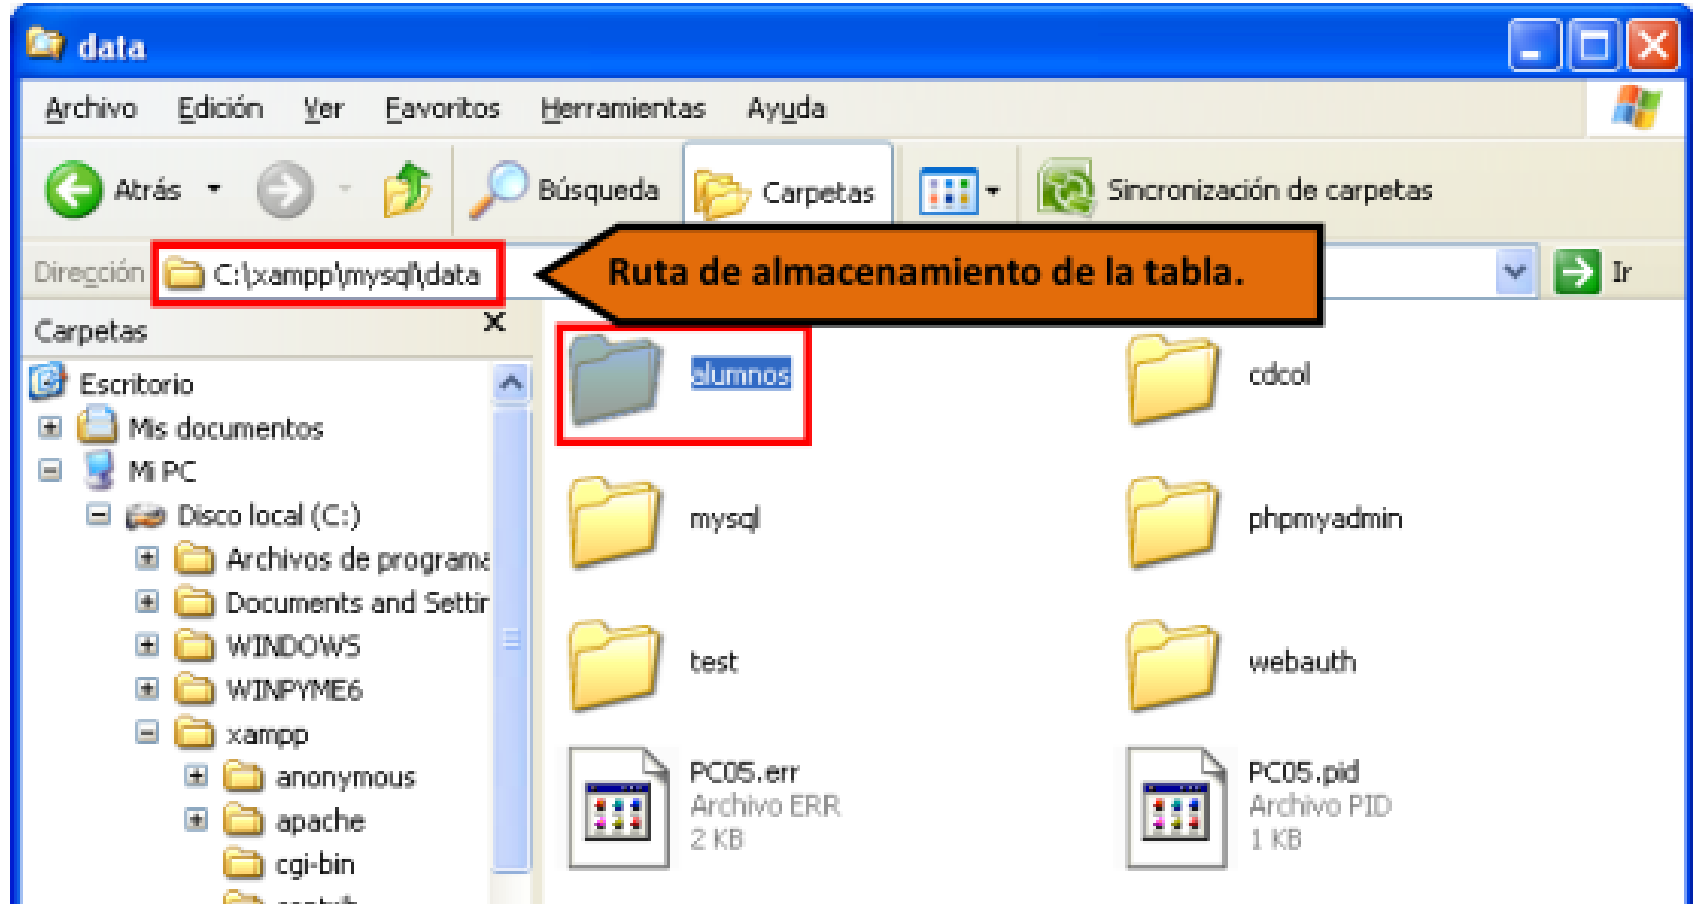 data
Archivo Edición Ver Favoritos Herramientas Ayuda
Atrás Búsqueda Carpetas Sincronización de carpetas
Dirección C:\xampp\mysql\data Ruta de almacenamiento de la tabla. Ir
Carpetas
Escritorio
Mis documentos
Mi PC
Disco local (C:)
Archivos de programa
Documents and Settin
WINDOWS
WINPYME6
xampp
anonymous
apache
cgi-bin
alumnos cdcol
mysql phpmyadmin
test webauth
PC05.err PC05.pid
Archivo ERR Archivo PID
2 KB 1 KB